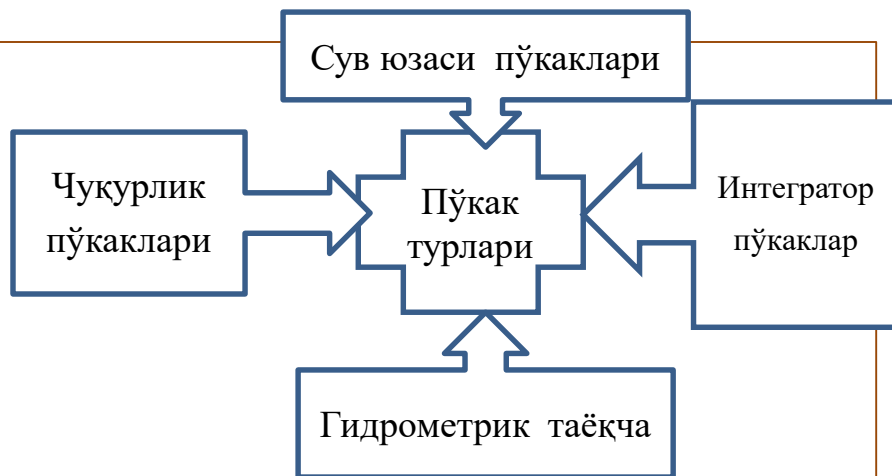 Сув юзаси пўкаклари
Чуқурлик
пўкаклари
Пўкак
турлари
Интегратор
пўкаклар
Гидрометрик таёқча